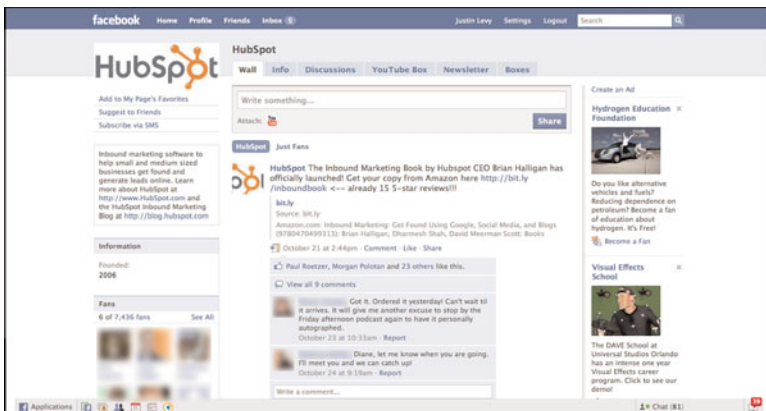 facebook Home Profile Friends Inbox 8 Justin Levy Settings Logout Search
HubSpot
HubSpot
Wall Info Discussions YouTube Box Newsletter Boxes
Add to My Page's Favorites
Suggest to Friends
Subscribe via SMS
Inbound marketing software to
help small and medium sized
businesses get found and
generate leads online. Learn
more about HubSpot at
http://www.HubSpot.com and
the HubSpot Inbound Marketing
Blog at http://blog.hubspot.com
Information
Founded:
2006
Fans
6 of 7,436 fans See All
Write something...
Attach:
Share
HubSpot Just Fans
HubSpot The Inbound Marketing Book by Hubspot CEO Brian Halligan has
officially launched! Get your copy from Amazon here http://bit.ly
/inboundbook <-- already 15 5-star reviews!!!
bit.ly
Source: bit.ly
Amazon.com: Inbound Marketing: Get Found Using Google, Social Media, and Blogs
(9780470499313): Brian Halligan, Dharmesh Shah, David Meerman Scott: Books
October 21 at 2:44pm · Comment · Like · Share
Paul Roetzer, Morgan Polotan and 23 others like this.
View all 9 comments
Got it. Ordered it yesterday! Can't wait til
it arrives. It will give me another excuse to stop by the
Friday afternoon podcast again to have it personally
autographed.
October 23 at 10:33am · Report
Diane, let me know when you are going.
I'll meet you and we can catch up!
October 24 at 9:19am · Report
Write a comment...
Create an Ad
Hydrogen Education
Foundation
Do you like alternative
vehicles and fuels?
Reducing dependence on
petroleum? Become a fan
of education about
hydrogen. It's Free!
Become a Fan
Visual Effects
School
The DAVE School at
Universal Studios Orlando
has an intense one year
Visual Effects career
program. Click to see our
demo!
Applications Chat (81) 39